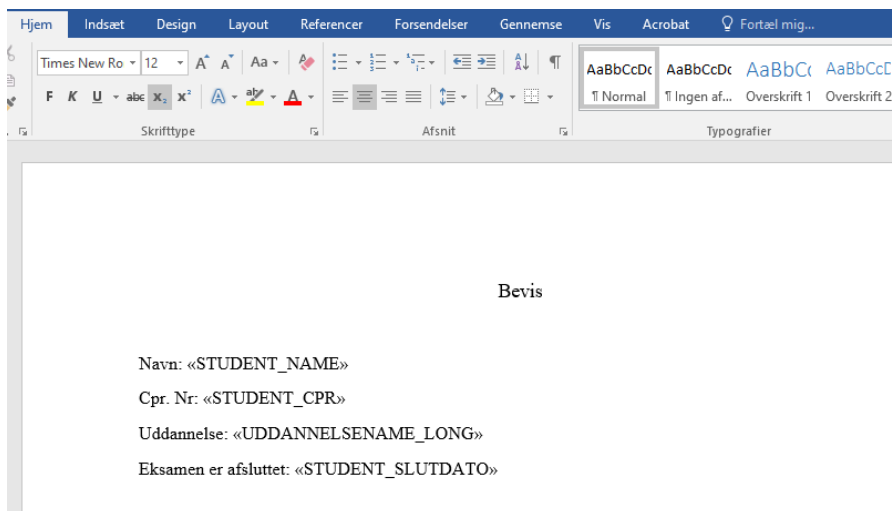 Hjem Indsæt Design Layout Referencer Forsendelser Gennemse Vis Acrobat Fortæl mig...
Times New Ro 12 A A Aa
F K U abc x₂ x² A aby A
AaBbCcDc AaBbCcDc AaBbCc AaBbCcD
¶ Normal ¶ Ingen af... Overskrift 1 Overskrift 2
Skrifttype Afsnit Typografier
Bevis
Navn: «STUDENT_NAME»
Cpr. Nr: «STUDENT_CPR»
Uddannelse: «UDDANNELSENAME_LONG»
Eksamen er afsluttet: «STUDENT_SLUTDATO»